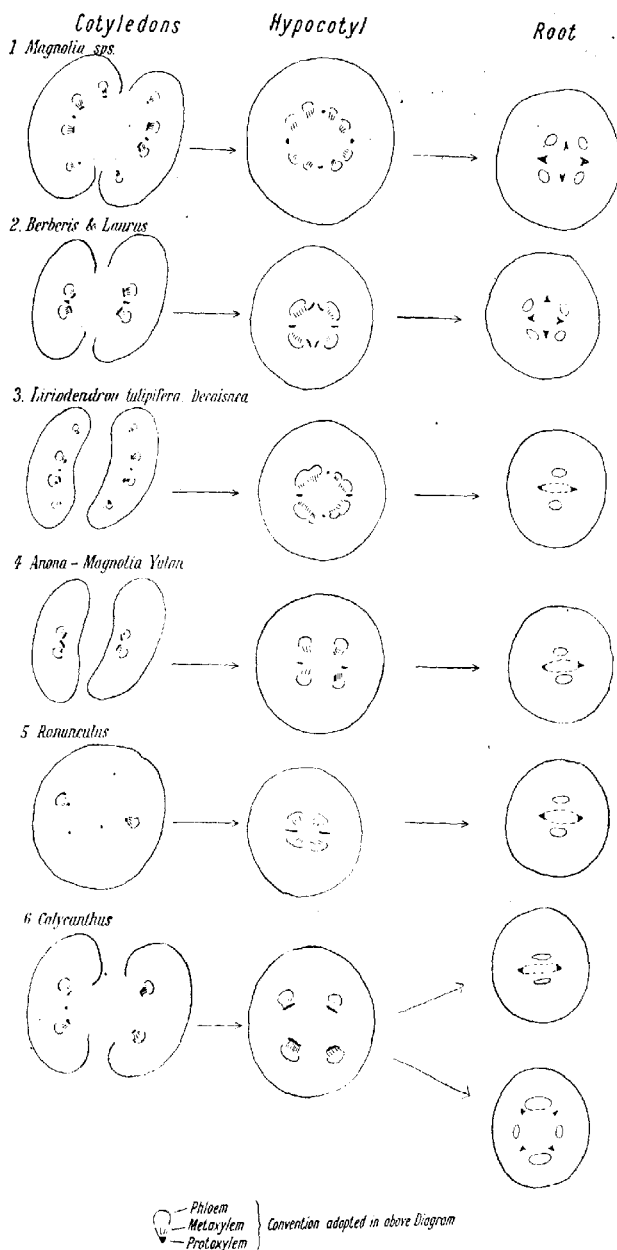 Cotyledons Hypocotyl Root
1 Magnolia sps.
2. Berberis & Laurus
3. Liriodendron tulipifera. Decaisnea
4 Anona - Magnolia Yulan
5 Ranunculus
6 Calycanthus
Phloem
Metaxylem
Protoxylem
Convention adopted in above Diagram